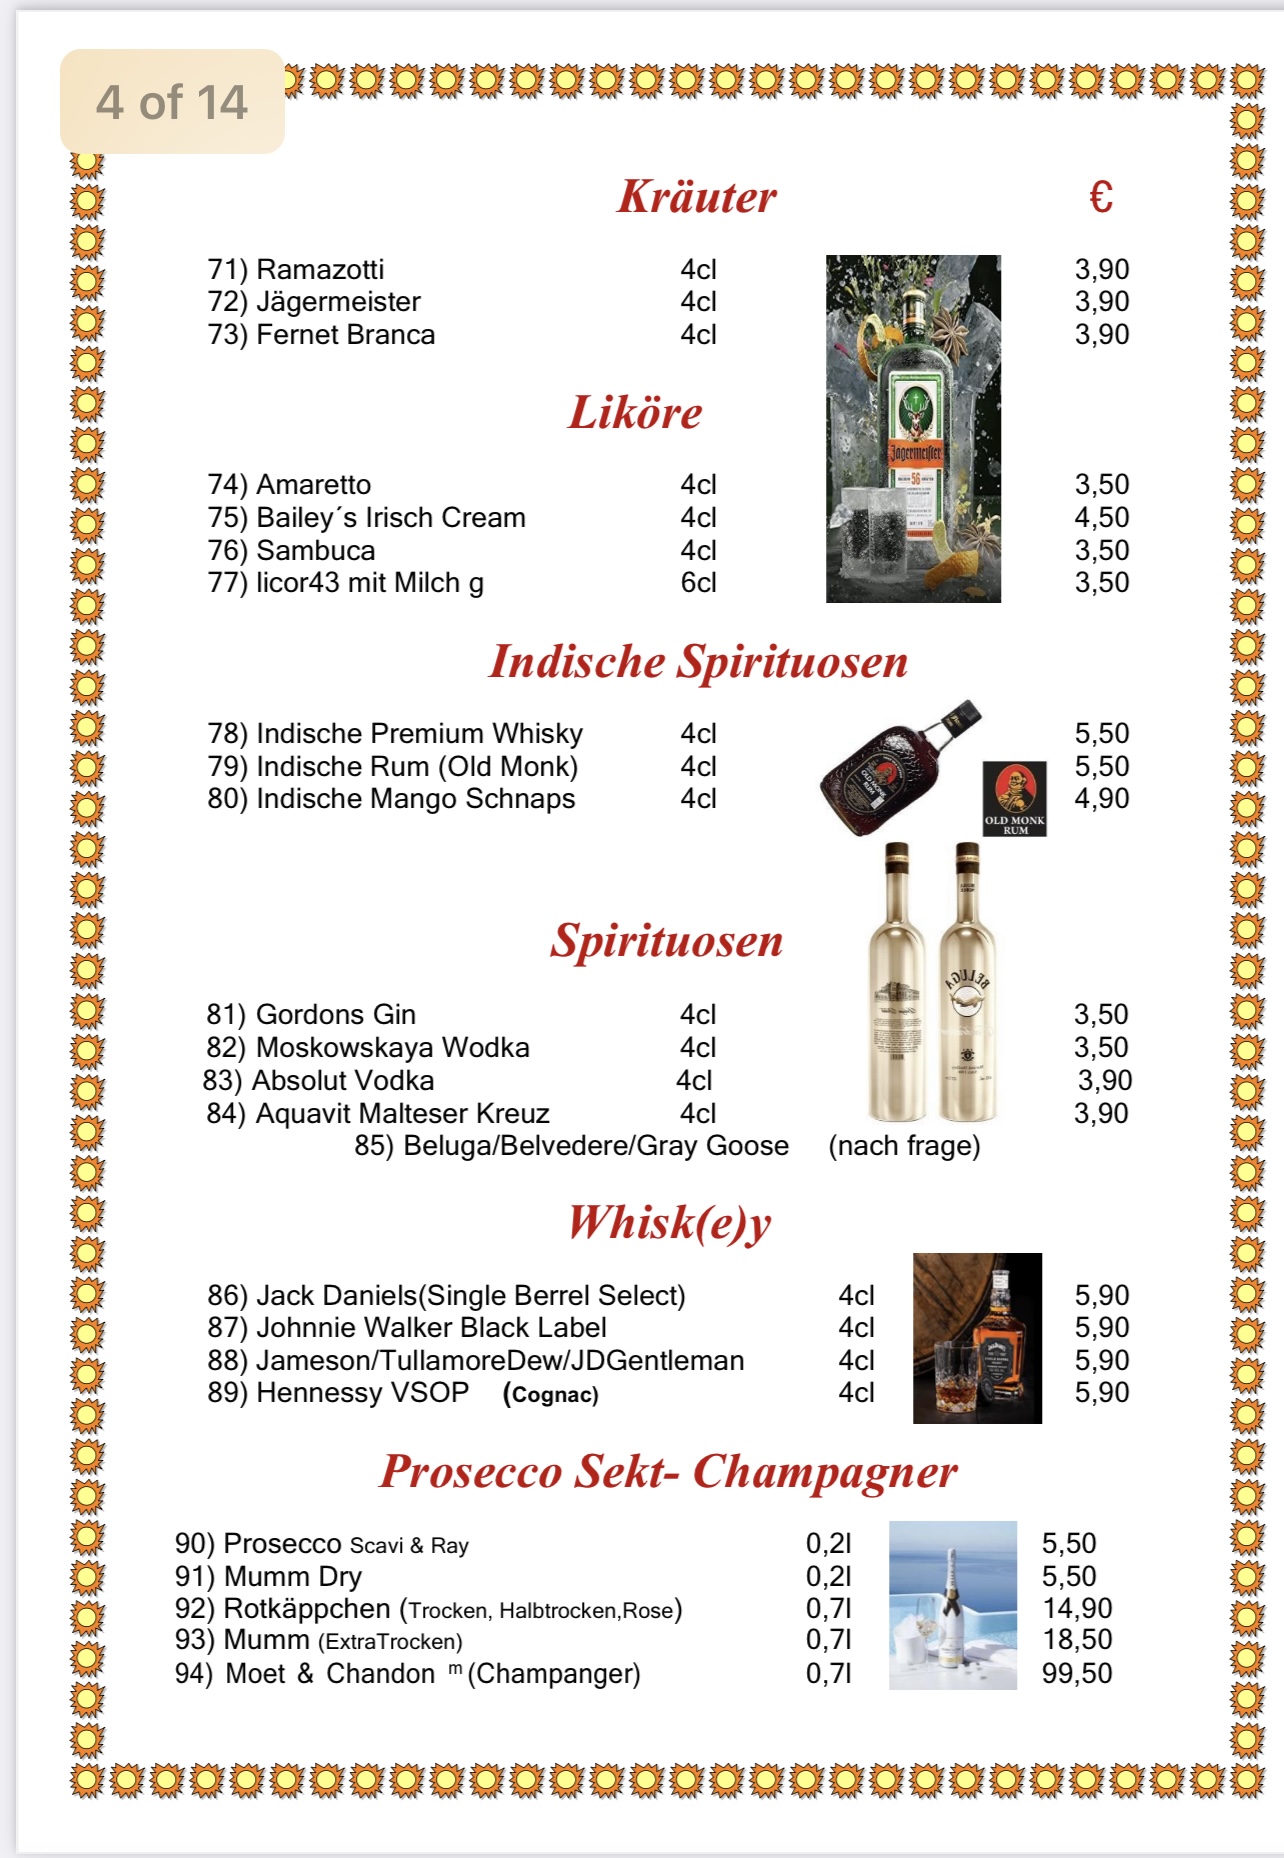 4 of 14
Kräuter €
71) Ramazotti 4cl 3,90
72) Jägermeister 4cl 3,90
73) Fernet Branca 4cl 3,90
Jägermeister
56
Liköre
74) Amaretto 4cl 3,50
75) Bailey´s Irisch Cream 4cl 4,50
76) Sambuca 4cl 3,50
77) licor43 mit Milch g 6cl 3,50
Indische Spirituosen
78) Indische Premium Whisky 4cl 5,50
79) Indische Rum (Old Monk) 4cl 5,50
80) Indische Mango Schnaps 4cl 4,90
OLD MONK
RUM
OLD MONK
RUM
Spirituosen
BELUGA
81) Gordons Gin 4cl 3,50
82) Moskowskaya Wodka 4cl 3,50
83) Absolut Vodka 4cl 3,90
84) Aquavit Malteser Kreuz 4cl 3,90
85) Beluga/Belvedere/Gray Goose (nach frage)
Whisk(e)y
86) Jack Daniels(Single Berrel Select) 4cl 5,90
87) Johnnie Walker Black Label 4cl 5,90
88) Jameson/TullamoreDew/JDGentleman 4cl 5,90
89) Hennessy VSOP (Cognac) 4cl 5,90
Prosecco Sekt- Champagner
90) Prosecco Scavi & Ray 0,2l 5,50
91) Mumm Dry 0,2l 5,50
92) Rotkäppchen (Trocken, Halbtrocken,Rose) 0,7l 14,90
93) Mumm (ExtraTrocken) 0,7l 18,50
94) Moet & Chandon m (Champanger) 0,7l 99,50